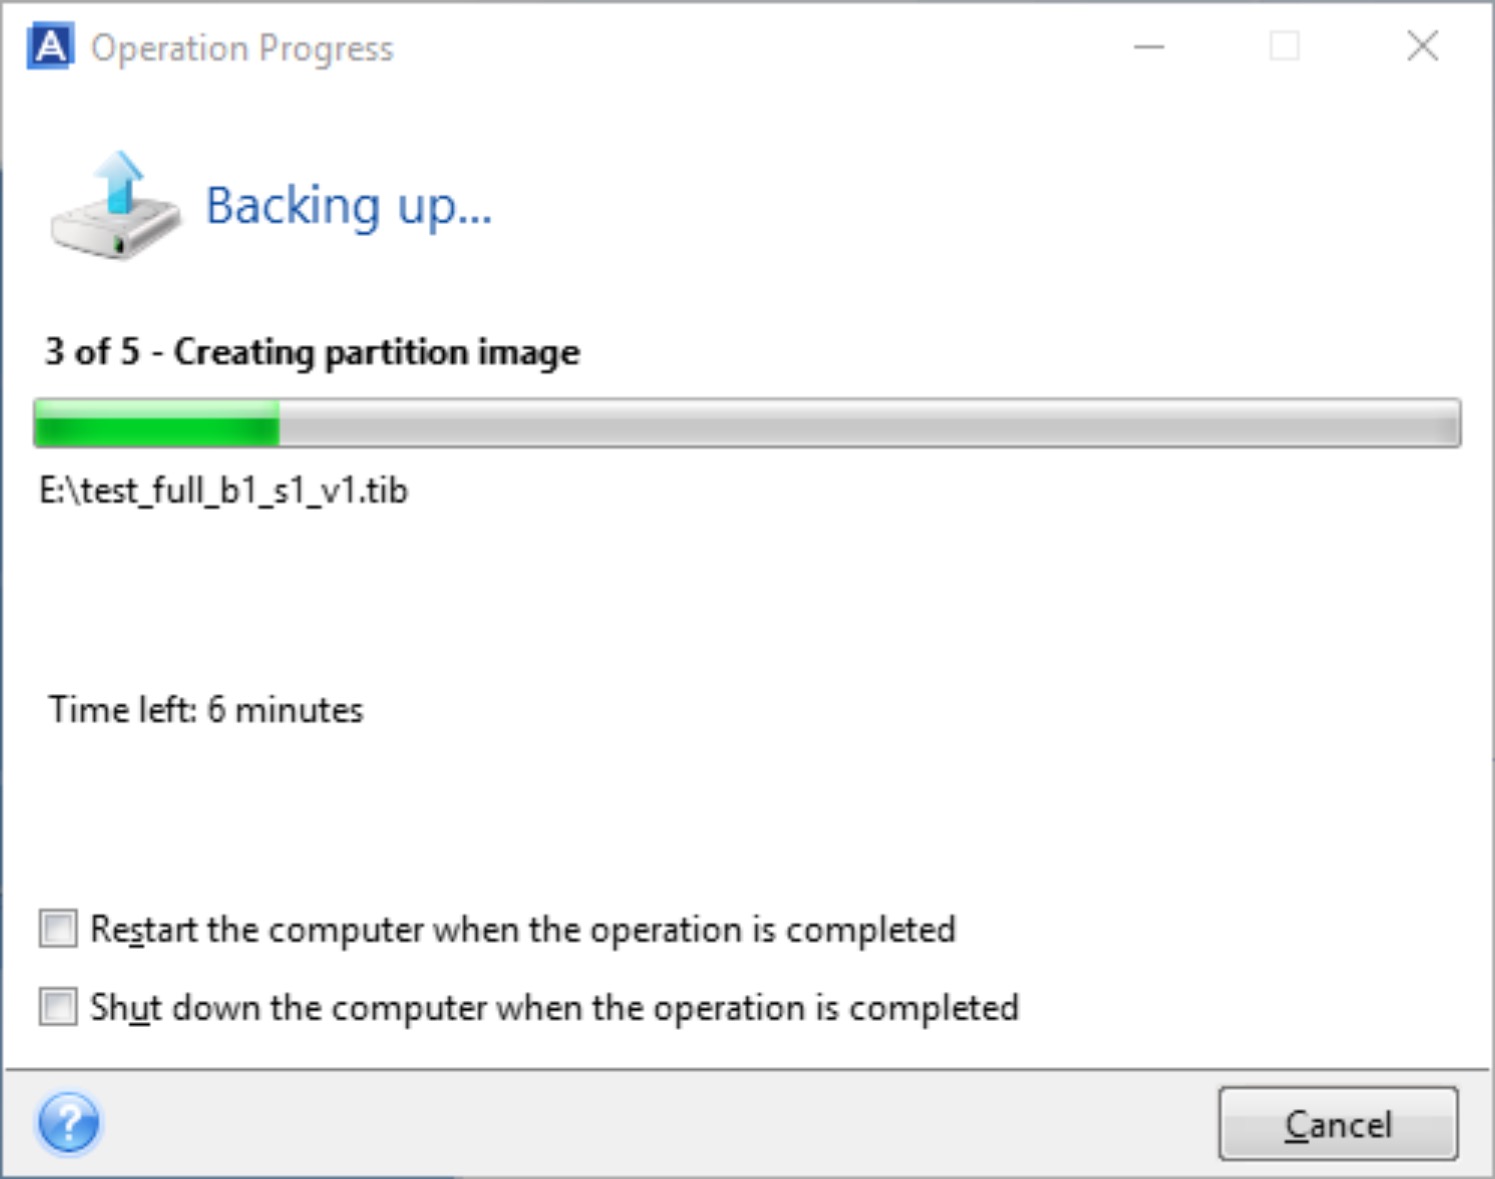 Operation Progress
Backing up...
3 of 5 - Creating partition image
E:\test_full_b1_s1_v1.tib
Time left: 6 minutes
Restart the computer when the operation is completed
Shut down the computer when the operation is completed
Cancel